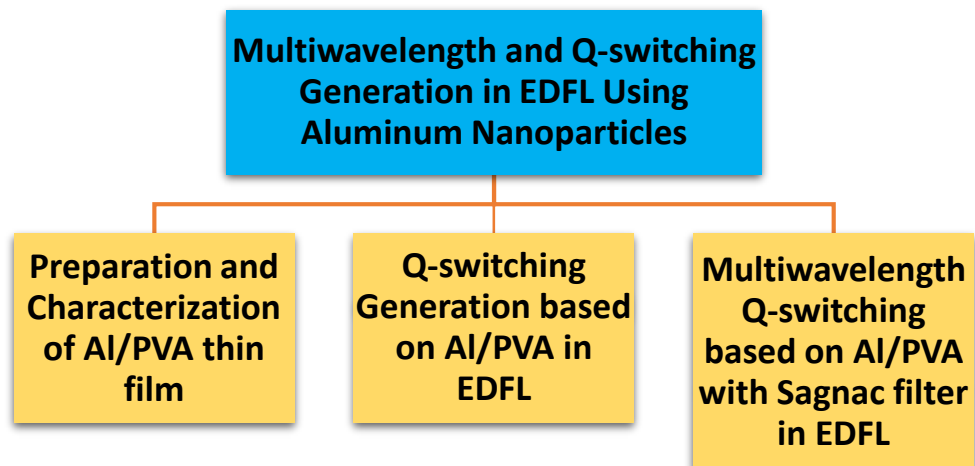 Multiwavelength and Q-switching
Generation in EDFL Using
Aluminum Nanoparticles
Preparation and
Characterization
of Al/PVA thin
film
Q-switching
Generation based
on Al/PVA in
EDFL
Multiwavelength
Q-switching
based on Al/PVA
with Sagnac filter
in EDFL